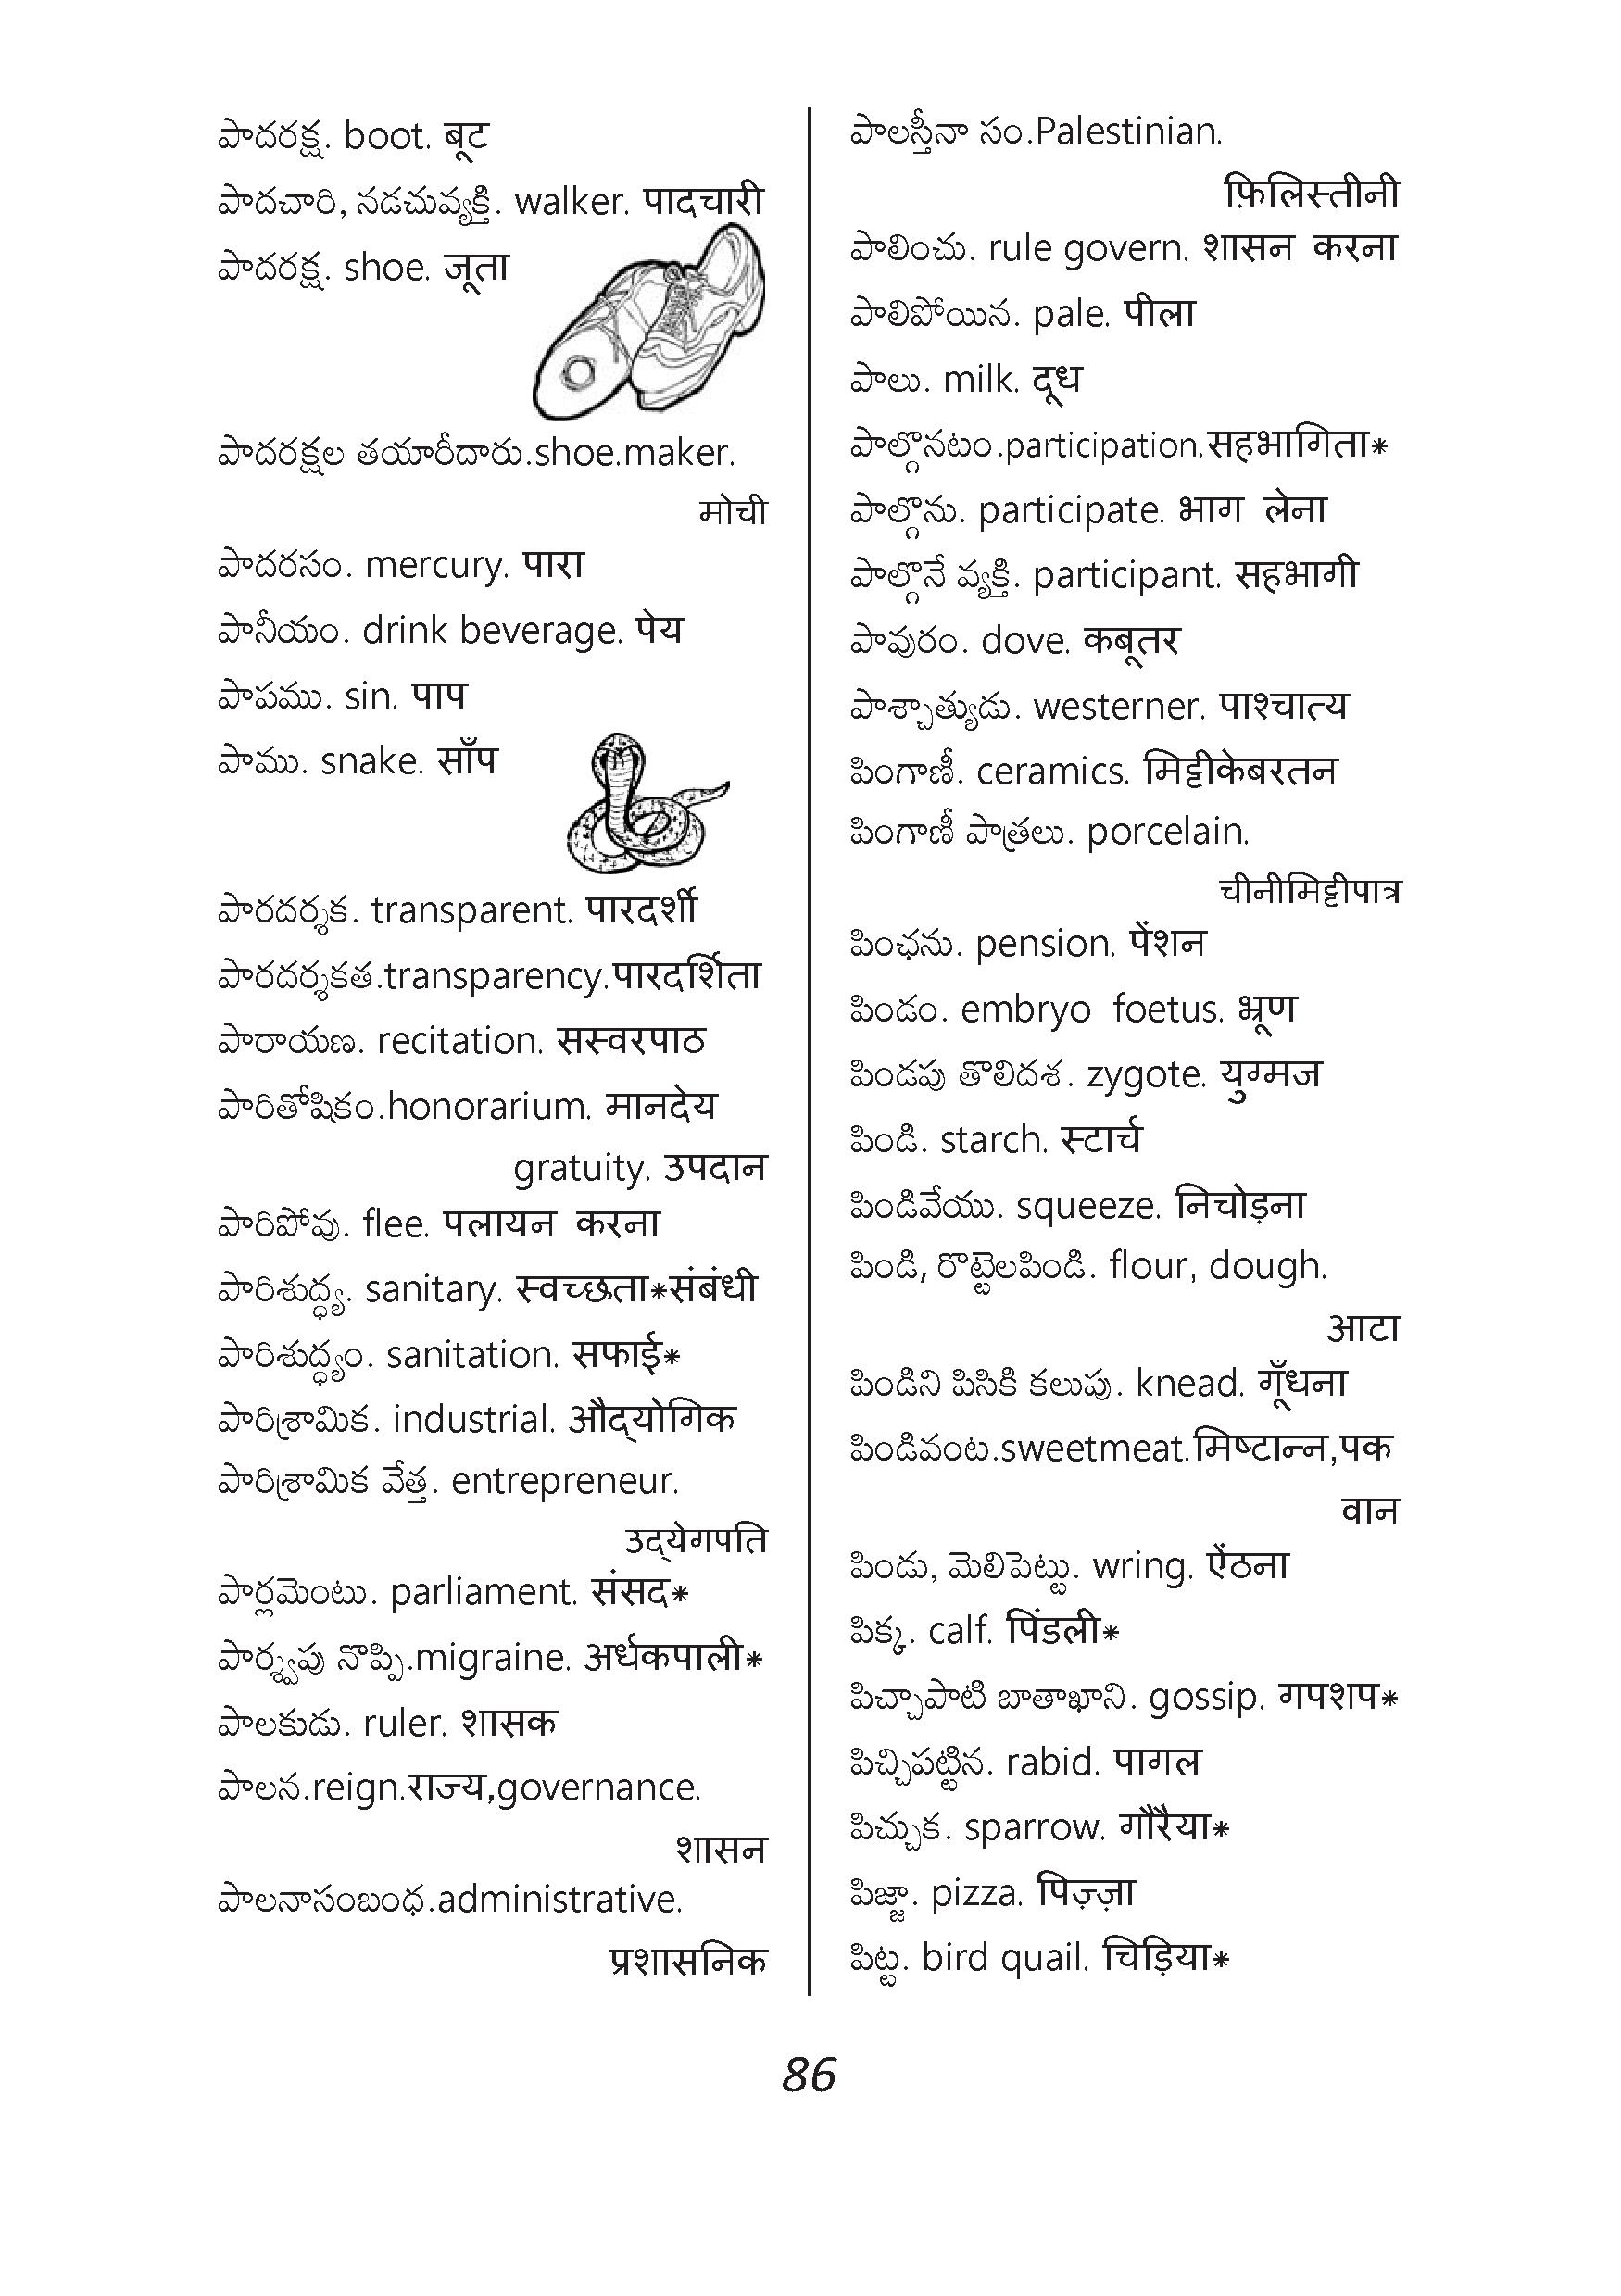 పాదరక్ష. boot. बूट
పాదచారి, నడచువ్యక్తి. walker. पादचारी
పాదరక్ష. shoe. जूता
పాదరక్షల తయారీదారు.shoe.maker.
मोची
పాదరసం. mercury. पारा
పానీయం. drink beverage. पेय
పాపము. sin. पाप
పాము. snake. साँप
పారదర్శక. transparent. पारदर्शी
పారదర్శకత.transparency.पारदर्शिता
పారాయణ. recitation. सस्वरपाठ
పారితోషికం.honorarium. मानदेय
gratuity. उपदान
పారిపోవు. flee. पलायन करना
పారిశుద్ధ్య. sanitary. स्वच्छता*संबंधी
పారిశుద్ధ్యం. sanitation. सफाई*
పారిశ్రామిక. industrial. औद्योगिक
పారిశ్రామిక వేత్త. entrepreneur.
उद्येगपति
పార్లమెంటు. parliament. संसद*
పార్శ్వపు నొప్పి.migraine. अर्धकपाली*
పాలకుడు. ruler. शासक
పాలన.reign.राज्य,governance.
शासन
పాలనాసంబంధ.administrative.
प्रशासनिक
పాలస్తీనా సం.Palestinian.
फ़िलिस्तीनी
పాలించు. rule govern. शासन करना
పాలిపోయిన. pale. पीला
పాలు. milk. दूध
పాల్గొనటం.participation.सहभागिता*
పాల్గొను. participate. भाग लेना
పాల్గొనే వ్యక్తి. participant. सहभागी
పావురం. dove. कबूतर
పాశ్చాత్యుడు. westerner. पाश्चात्य
పింగాణీ. ceramics. मिट्टीकेबरतन
పింగాణీ పాత్రలు. porcelain.
चीनीमिट्टीपात्र
పింఛను. pension. पेंशन
పిండం. embryo foetus. भ्रूण
పిండపు తొలిదశ. zygote. युग्मज
పిండి. starch. स्टार्च
పిండివేయు. squeeze. निचोड़ना
పిండి, రొట్టెలపిండి. flour, dough.
आटा
పిండిని పిసికి కలుపు. knead. गूँधना
పిండివంట.sweetmeat.मिष्टान्न,पक
वान
పిండు, మెలిపెట్టు. wring. ऐंठना
పిక్క. calf. पिंडली*
పిచ్చాపాటి బాతాఖాని. gossip. गपशप*
పిచ్చిపట్టిన. rabid. पागल
పిచ్చుక. sparrow. गौरैया*
పిజ్జా. pizza. पिज़्ज़ा
పిట్ట. bird quail. चिड़िया*
86